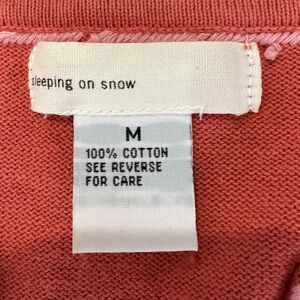 sleeping on snow
M
100% COTTON
SEE REVERSE
FOR CARE